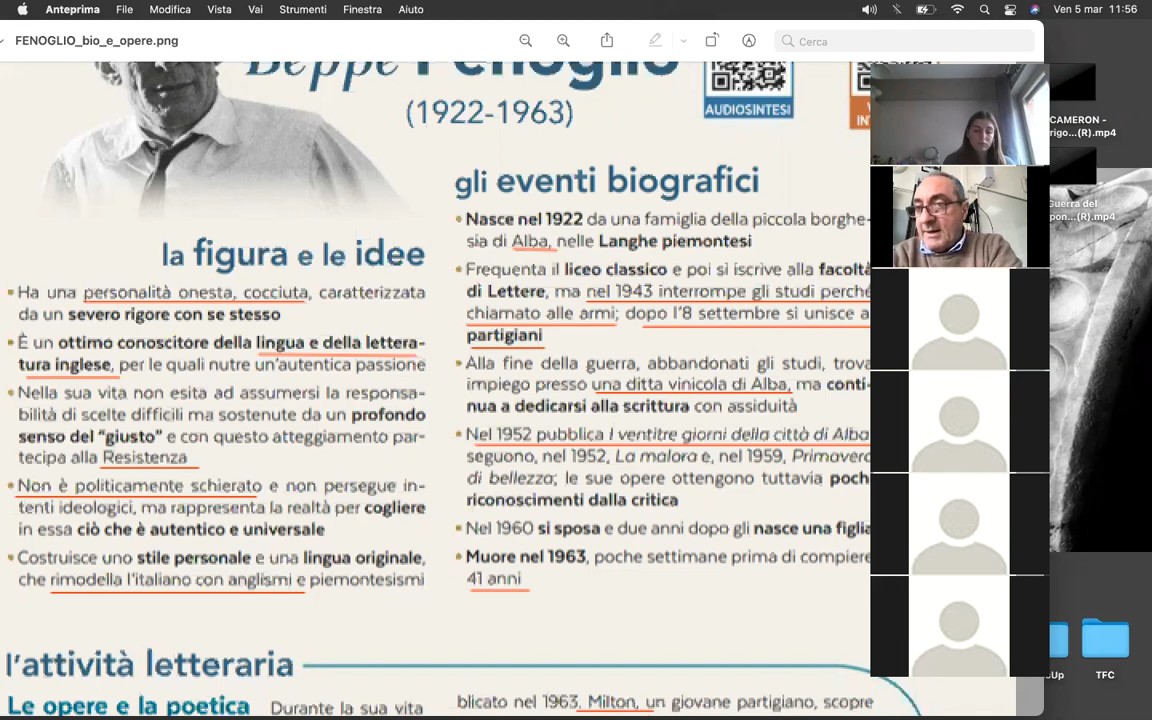 Anteprima File Modifica Vista Vai Strumenti Finestra Aiuto Ven 5 mar 11:56
FENOGLIO_bio_e_opere.png
Cerca
Beppe Fenoglio
(1922-1963)
AUDIOSINTESI
IN
la figura e le idee
Ha una personalità onesta, cocciuta, caratterizzata
da un severo rigore con se stesso
È un ottimo conoscitore della lingua e della lettera-
tura inglese, per le quali nutre un'autentica passione
Nella sua vita non esita ad assumersi la responsa-
bilità di scelte difficili ma sostenute da un profondo
senso del "giusto" e con questo atteggiamento par-
tecipa alla Resistenza
Non è politicamente schierato e non persegue in-
tenti ideologici, ma rappresenta la realtà per cogliere
in essa ciò che è autentico e universale
Costruisce uno stile personale e una lingua originale,
che rimodella l'italiano con anglismi e piemontesismi
gli eventi biografici
Nasce nel 1922 da una famiglia della piccola borghe-
sia di Alba, nelle Langhe piemontesi
Frequenta il liceo classico e poi si iscrive alla facoltà
di Lettere, ma nel 1943 interrompe gli studi perché
chiamato alle armi; dopo l'8 settembre si unisce a
partigiani
Alla fine della guerra, abbandonati gli studi, trova
impiego presso una ditta vinicola di Alba, ma conti-
nua a dedicarsi alla scrittura con assiduità
Nel 1952 pubblica I ventitre giorni della città di Alba
seguono, nel 1952, La malora e, nel 1959, Primavera
di bellezza; le sue opere ottengono tuttavia poch
riconoscimenti dalla critica
Nel 1960 si sposa e due anni dopo gli nasce una figlia
Muore nel 1963, poche settimane prima di compiere
41 anni
l'attività letteraria
Le opere e la poetica Durante la sua vita
blicato nel 1963, Milton, un giovane partigiano, scopre
CAMERON -
rigo...(R).mp4
Guerra del
pon...(R).mp4
Up
TFC